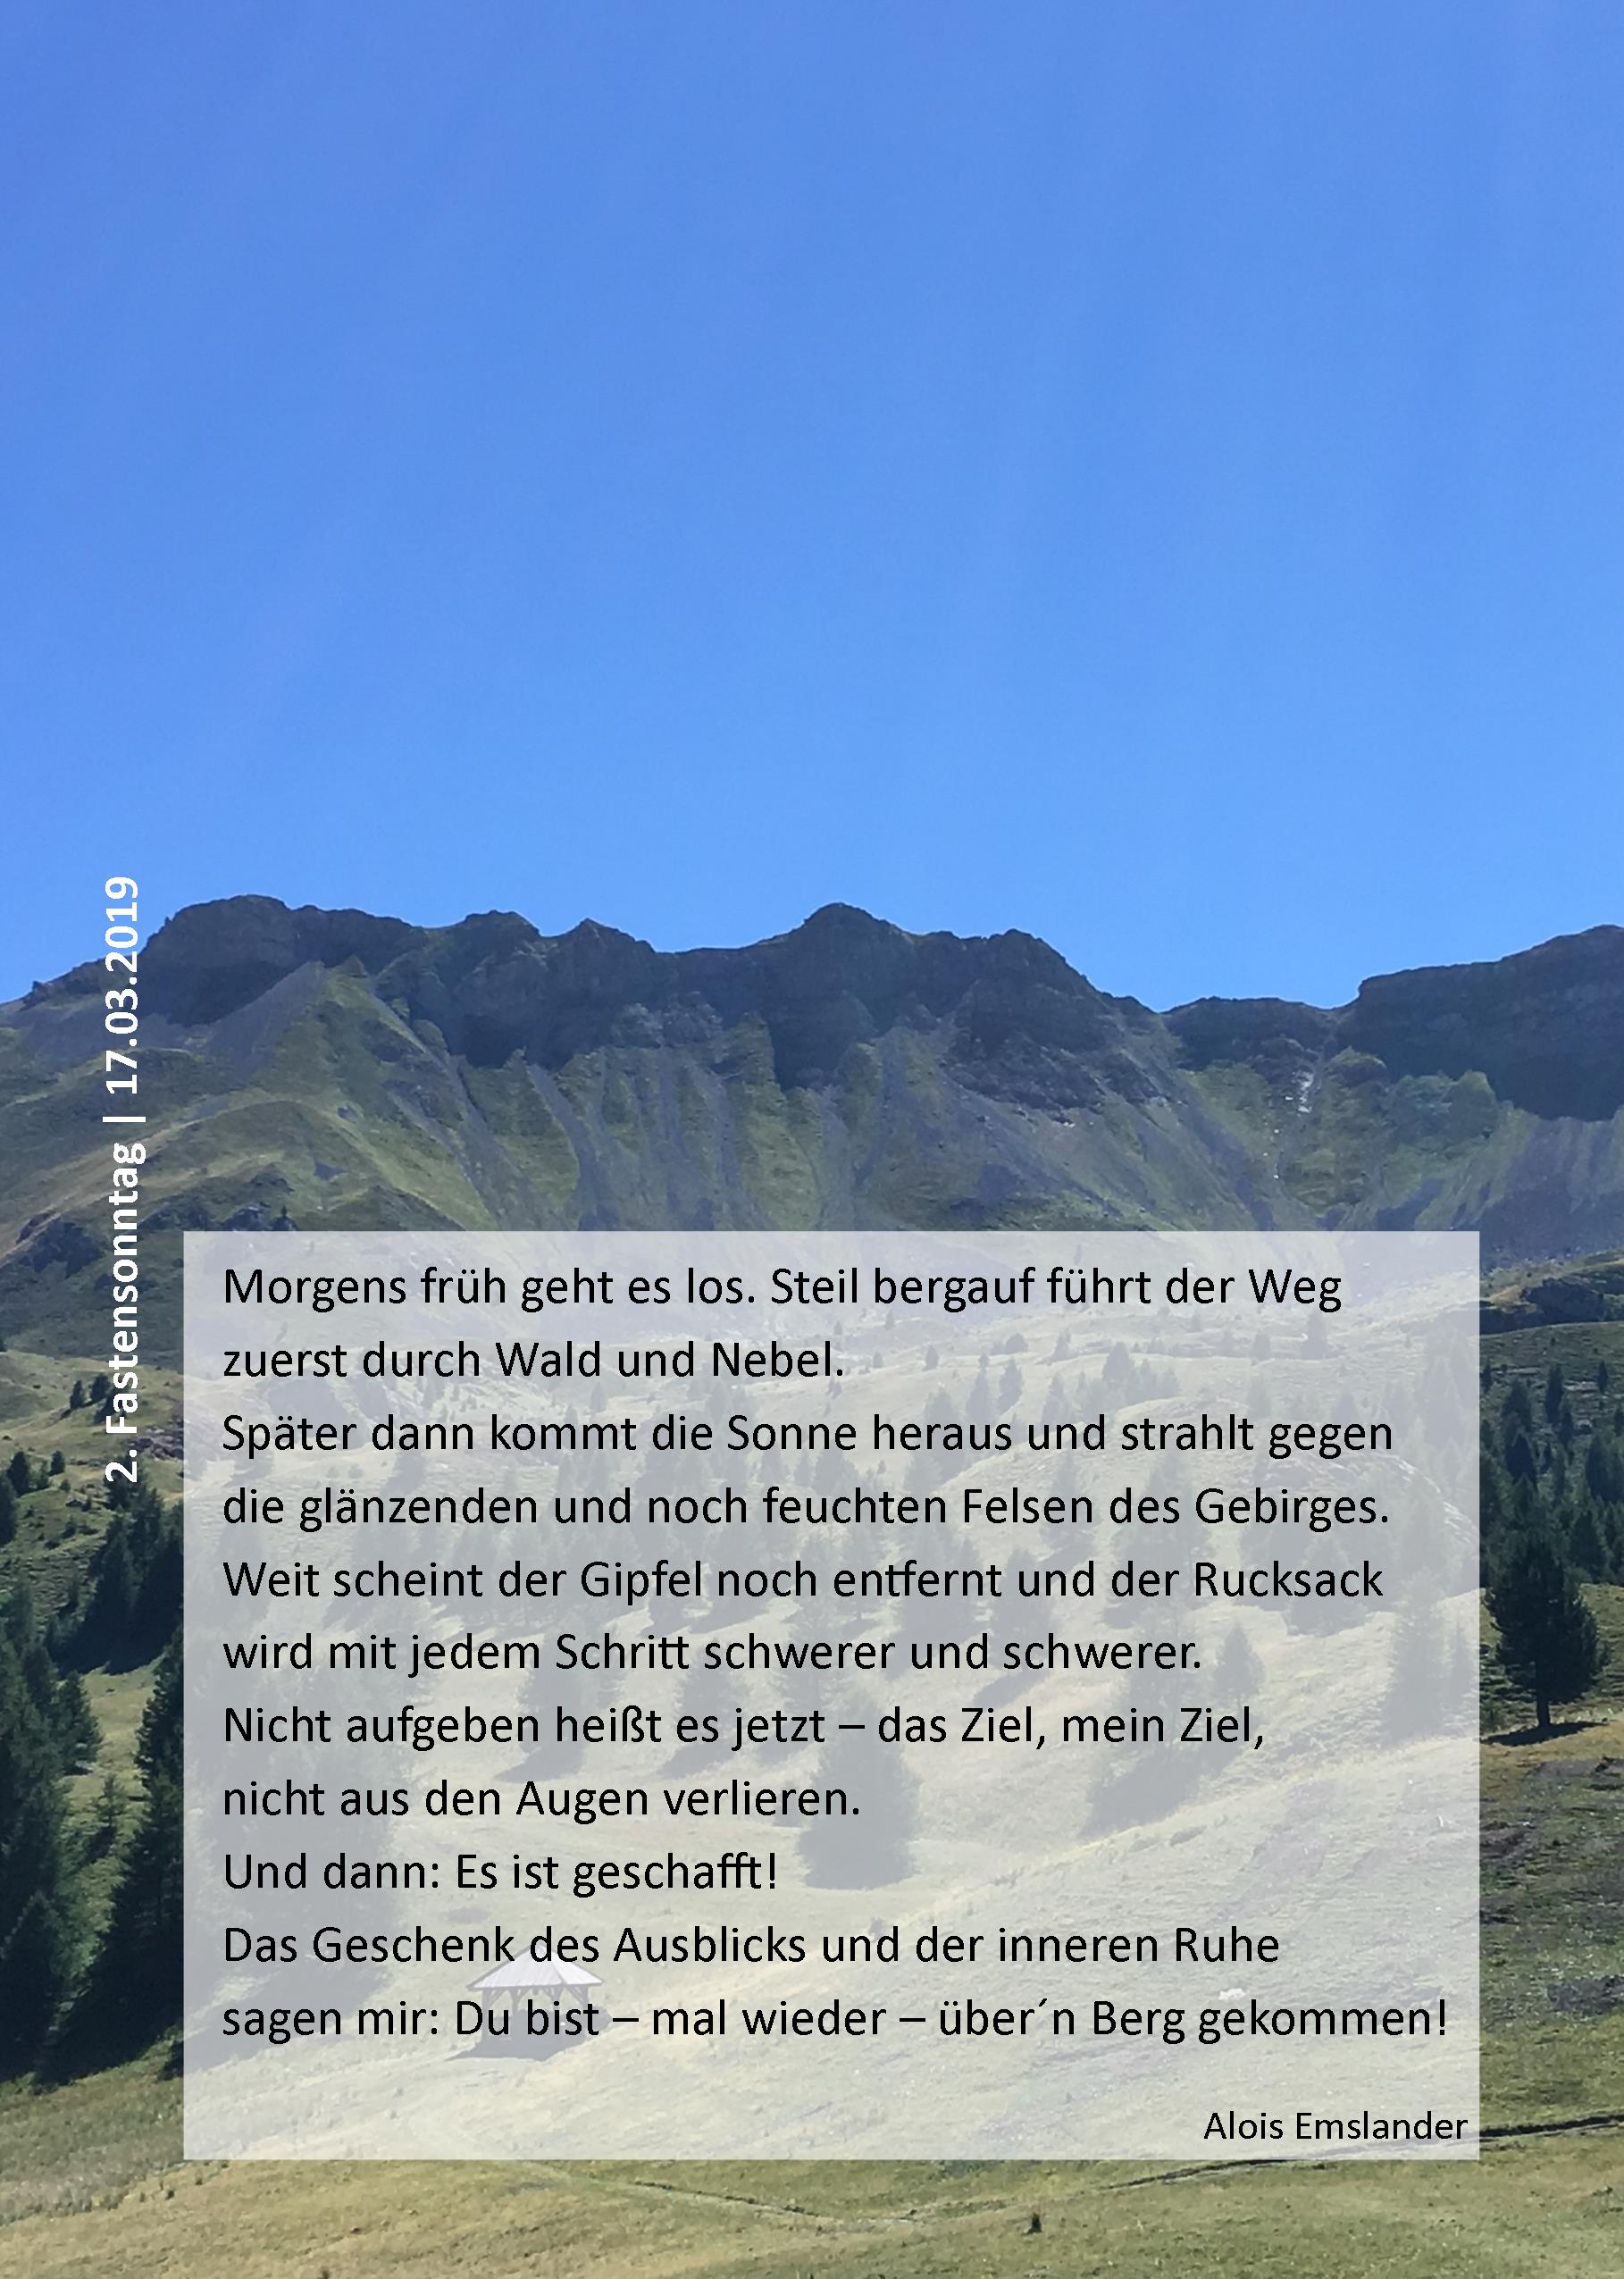 2. Fastensonntag | 17.03.2019
Morgens früh geht es los. Steil bergauf führt der Weg
zuerst durch Wald und Nebel.
Später dann kommt die Sonne heraus und strahlt gegen
die glänzenden und noch feuchten Felsen des Gebirges.
Weit scheint der Gipfel noch entfernt und der Rucksack
wird mit jedem Schritt schwerer und schwerer.
Nicht aufgeben heißt es jetzt – das Ziel, mein Ziel,
nicht aus den Augen verlieren.
Und dann: Es ist geschafft!
Das Geschenk des Ausblicks und der inneren Ruhe
sagen mir: Du bist – mal wieder – über´n Berg gekommen!
Alois Emslander